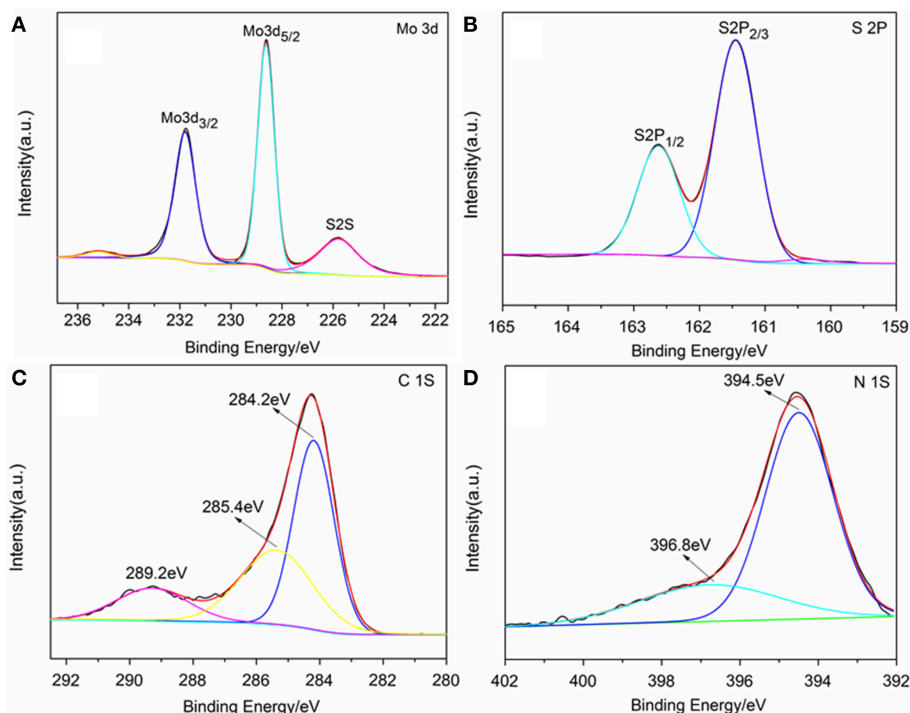 A
Mo 3d
Mo3d5/2
Mo3d3/2
S2S
Intensity(a.u.)
236 234 232 230 228 226 224 222
Binding Energy/eV
B
S 2P
S2P2/3
S2P1/2
Intensity(a.u.)
165 164 163 162 161 160 159
Binding Energy/eV
C
C 1S
284.2eV
285.4eV
289.2eV
Intensity(a.u.)
292 290 288 286 284 282 280
Binding Energy/eV
D
N 1S
394.5eV
396.8eV
Intensity(a.u.)
402 400 398 396 394 392
Binding Energy/eV